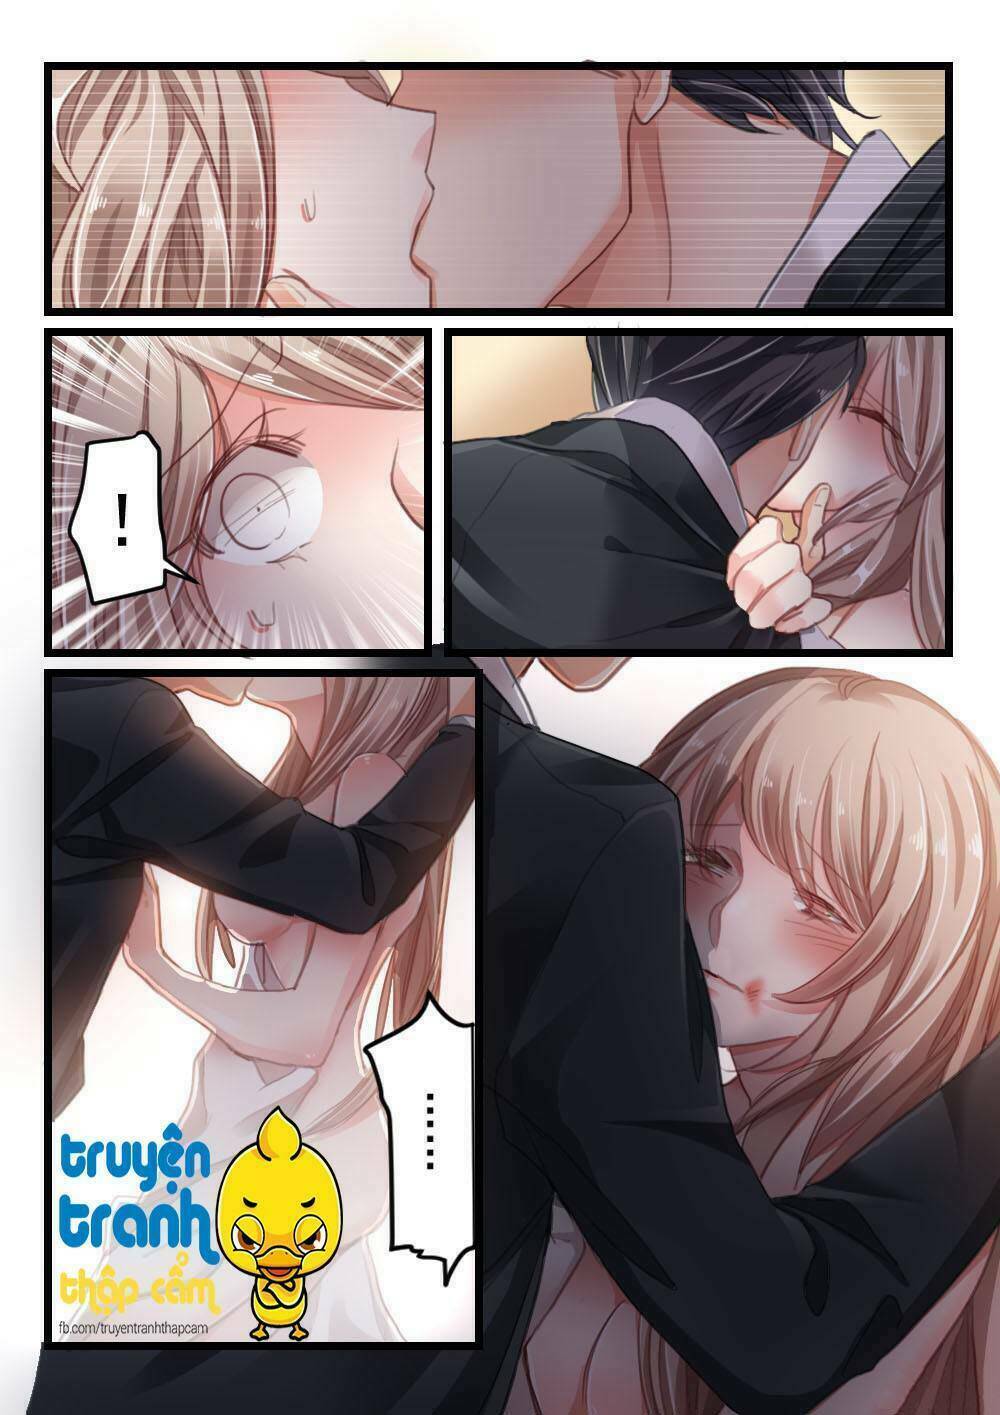 !
.......
truyện
tranh
thập cẩm
fb.com/truyentranhthapcam